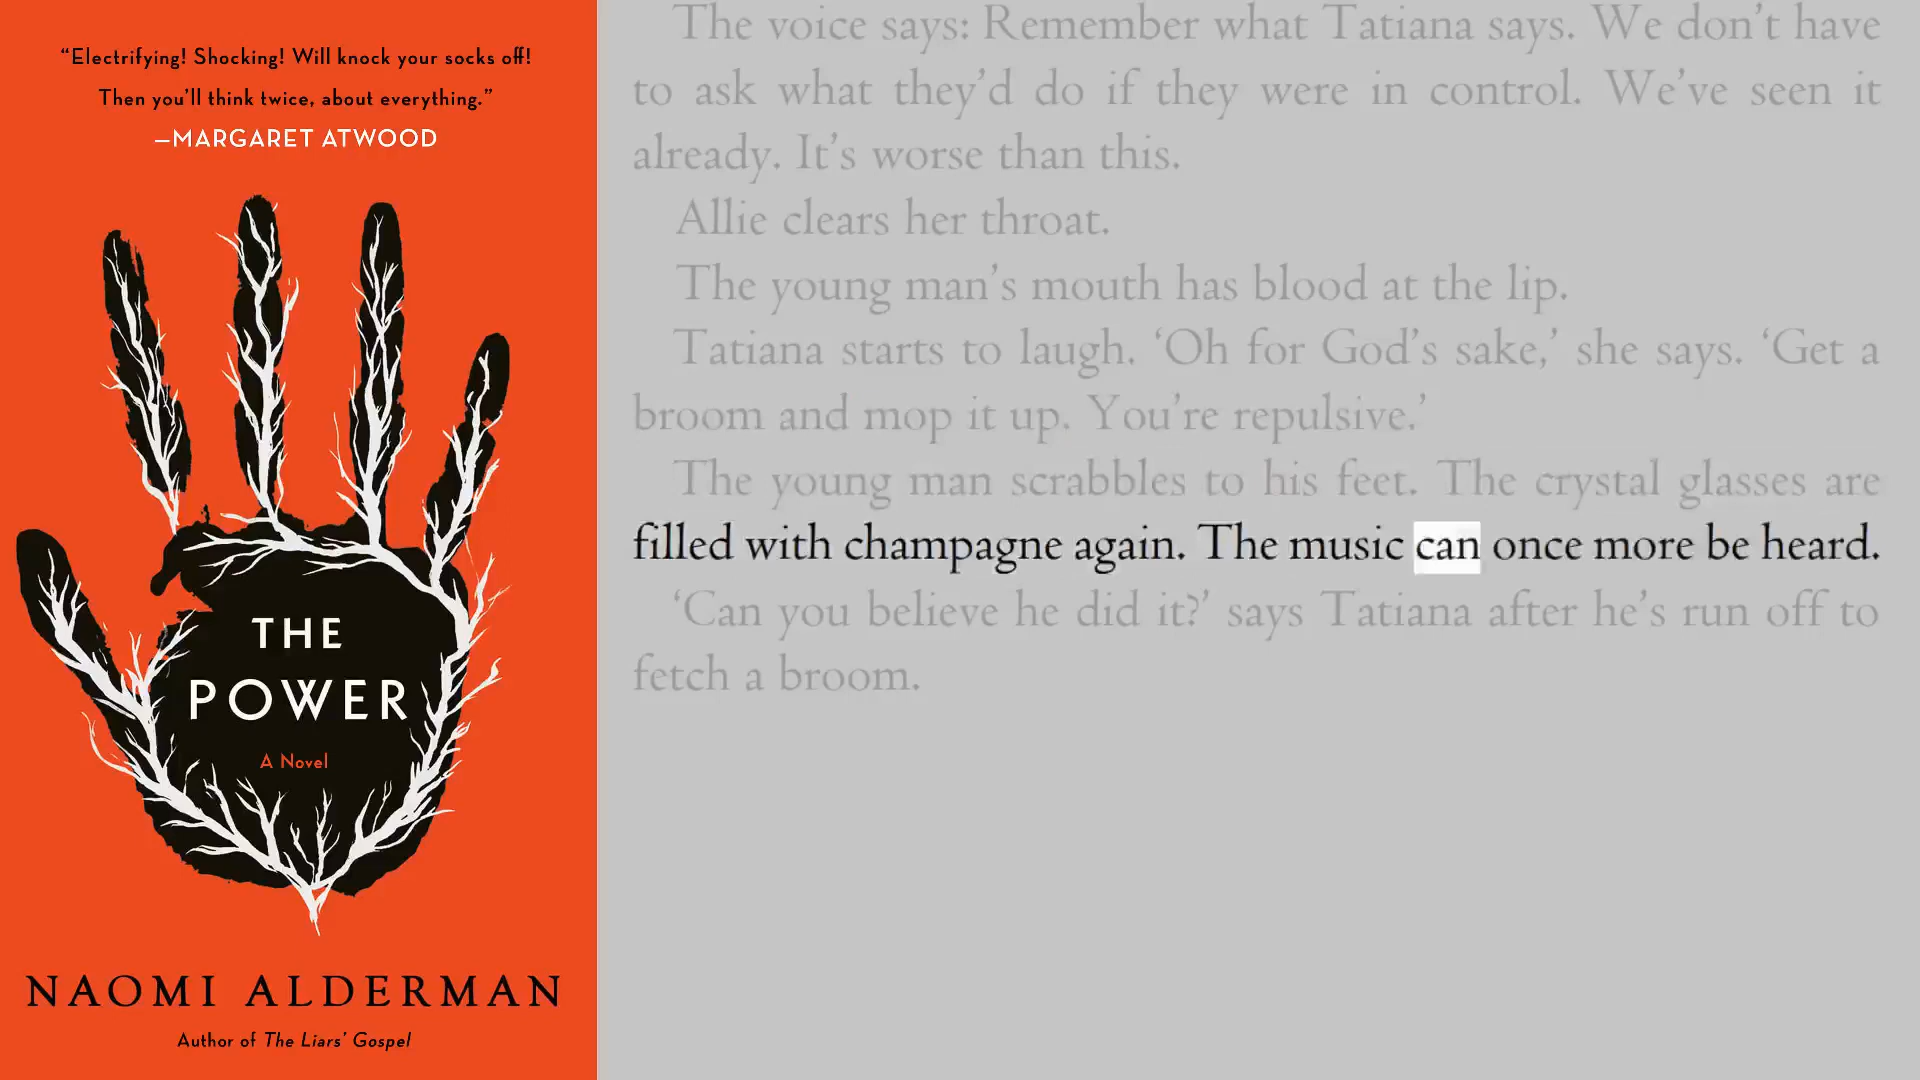 “Electrifying! Shocking! Will knock your socks off!
Then you’ll think twice, about everything.”
—MARGARET ATWOOD
THE
POWER
A Novel
NAOMI ALDERMAN
Author of The Liars’ Gospel
The voice says: Remember what Tatiana says. We don’t have
to ask what they’d do if they were in control. We’ve seen it
already. It’s worse than this.
Allie clears her throat.
The young man’s mouth has blood at the lip.
Tatiana starts to laugh. ‘Oh for God’s sake,’ she says. ‘Get a
broom and mop it up. You’re repulsive.’
The young man scrabbles to his feet. The crystal glasses are
filled with champagne again. The music can once more be heard.
‘Can you believe he did it?’ says Tatiana after he’s run off to
fetch a broom.